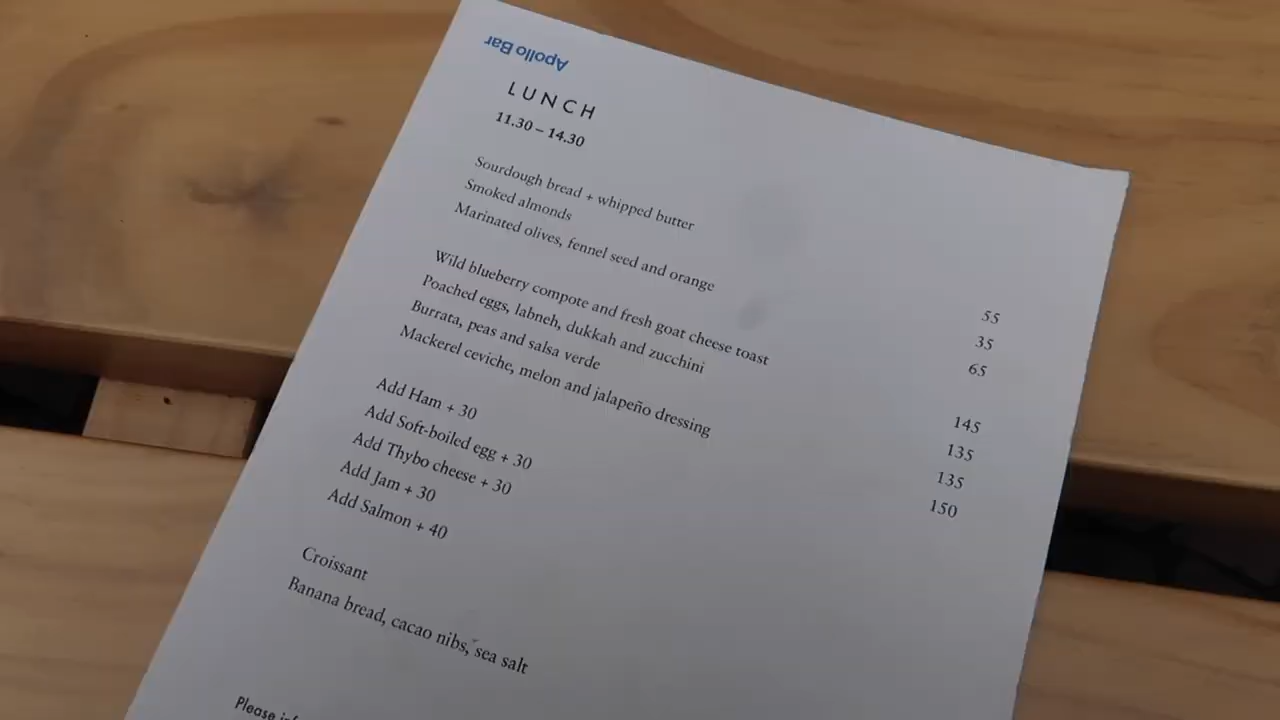 Apollo Bar
LUNCH
11.30 – 14.30
Sourdough bread + whipped butter 55
Smoked almonds 35
Marinated olives, fennel seed and orange 65
Wild blueberry compote and fresh goat cheese toast 145
Poached eggs, labneh, dukkah and zucchini 135
Burrata, peas and salsa verde 135
Mackerel ceviche, melon and jalapeño dressing 150
Add Ham + 30
Add Soft-boiled egg + 30
Add Thybo cheese + 30
Add Jam + 30
Add Salmon + 40
Croissant
Banana bread, cacao nibs, sea salt
Please